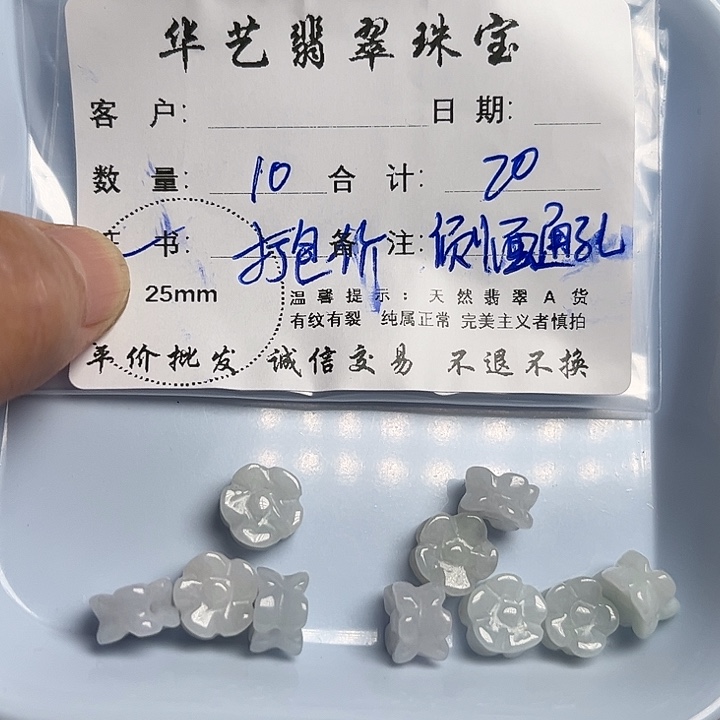 华艺翡翠珠宝
客 户: 日期:
数 量: 10 合 计: 20
书: 打包价 备 注: 侧面通孔
25mm
温馨提示: 天然翡翠A货
有纹有裂 纯属正常 完美主义者慎拍
平价批发 诚信交易 不退不换